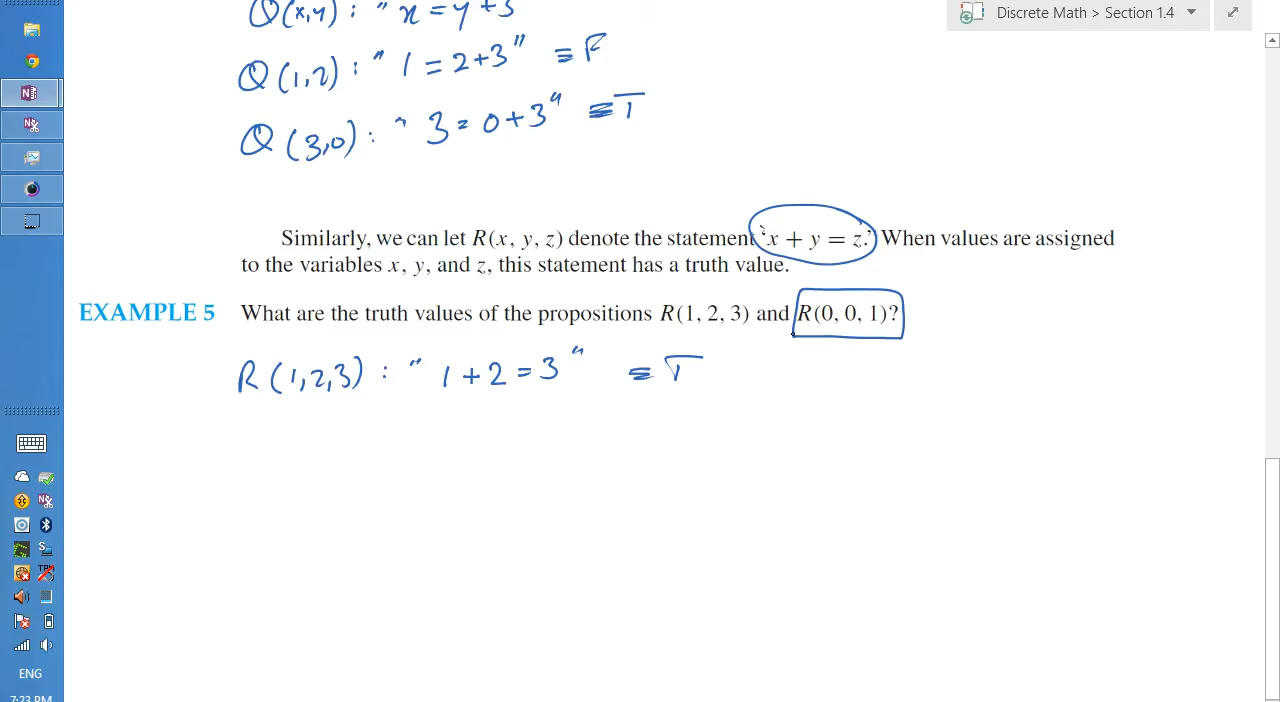 Discrete Math > Section 1.4
Q(x,y) : " x = y + 3
Q(1,2) : " 1 = 2+3 " ≡ F
Q(3,0) : " 3 = 0+3 " ≡ T
Similarly, we can let R(x, y, z) denote the statement ‘x + y = z.’ When values are assigned
to the variables x, y, and z, this statement has a truth value.
EXAMPLE 5 What are the truth values of the propositions R(1, 2, 3) and R(0, 0, 1)?
R(1,2,3) : " 1+2 = 3 " ≡ T
ENG
7:23 PM